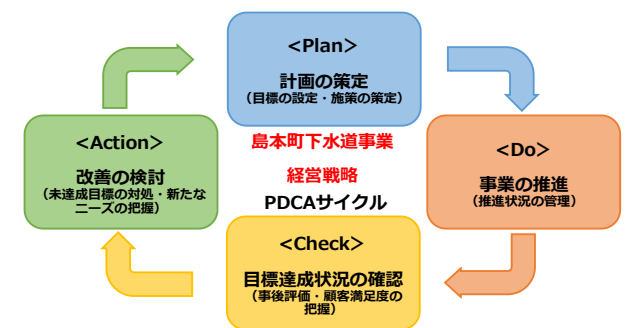 <Plan>
計画の策定
（目標の設定・施策の策定）
<Action>
改善の検討
（未達成目標の対処・新たな
ニーズの把握）
島本町下水道事業
経営戦略
PDCAサイクル
<Do>
事業の推進
（推進状況の管理）
<Check>
目標達成状況の確認
（事後評価・顧客満足度の
把握）